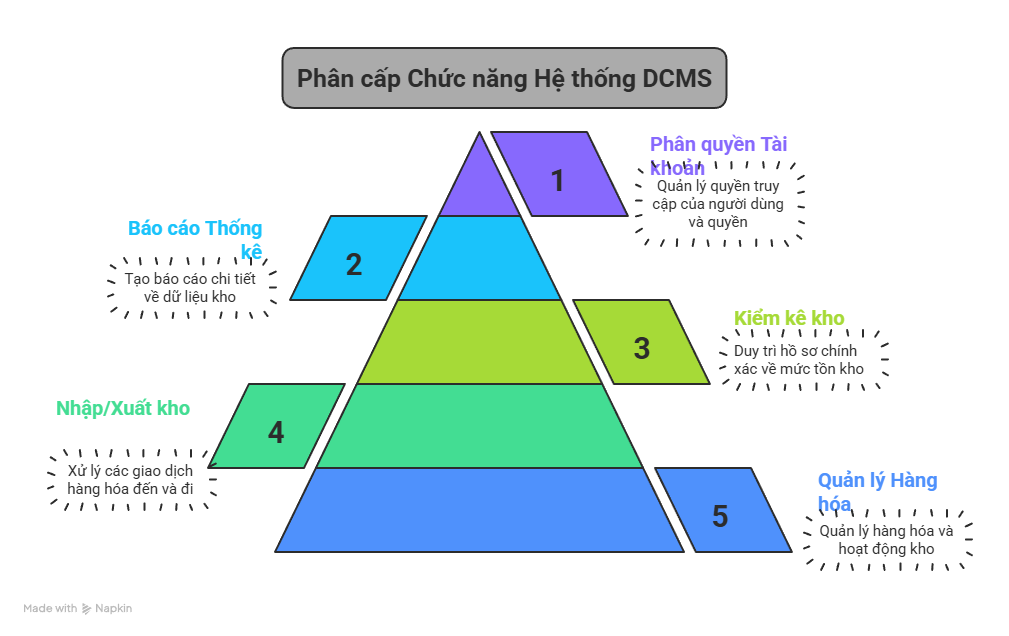 Phân cấp Chức năng Hệ thống DCMS
1
Phân quyền Tài
khoản
Quản lý quyền truy
cập của người dùng
và quyền
2
Báo cáo Thống
kê
Tạo báo cáo chi tiết
về dữ liệu kho
3
Kiểm kê kho
Duy trì hồ sơ chính
xác về mức tồn kho
4
Nhập/Xuất kho
Xử lý các giao dịch
hàng hóa đến và đi
5
Quản lý Hàng
hóa
Quản lý hàng hóa và
hoạt động kho
Made with Napkin